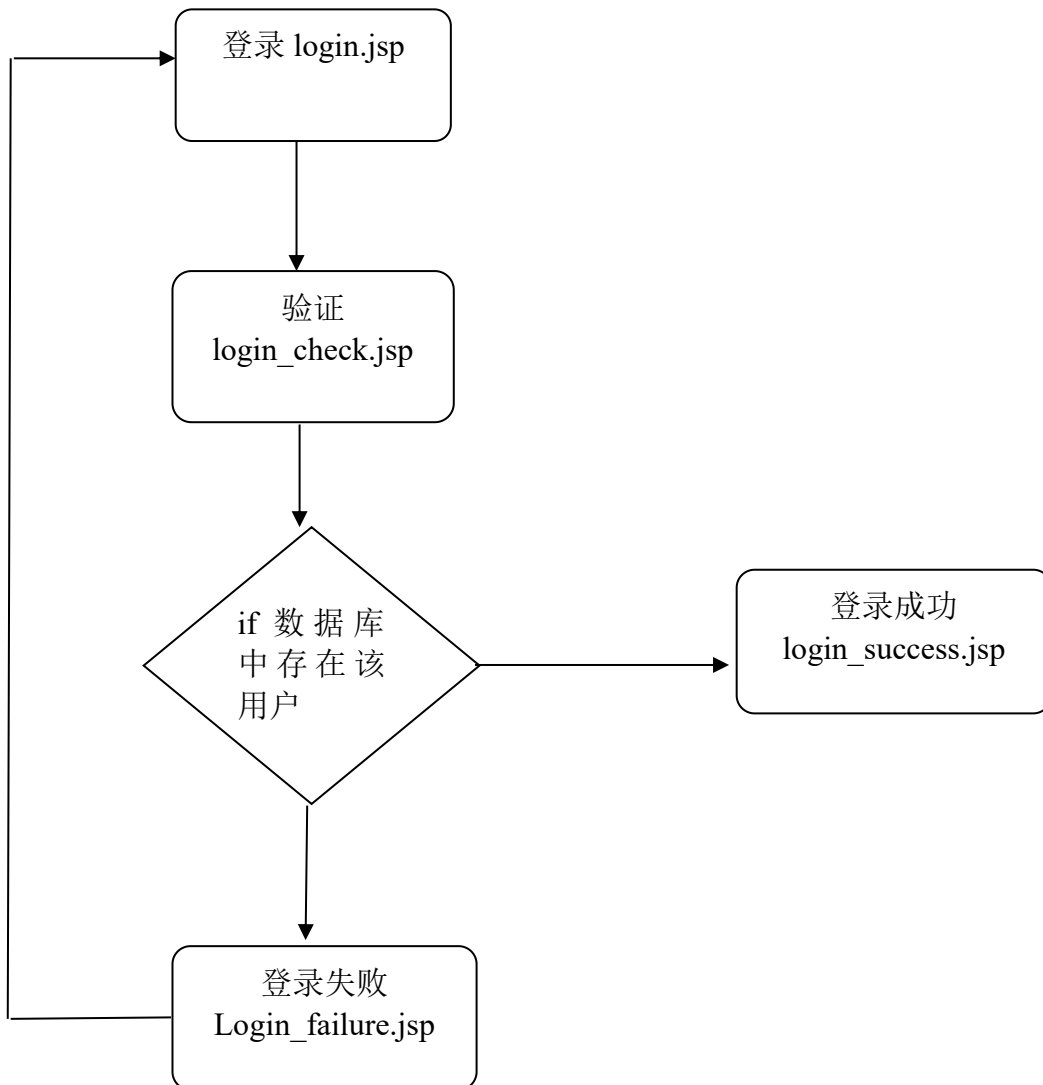 登录 login.jsp
验证
login_check.jsp
if 数据库
中存在该
用户
登录成功
login_success.jsp
登录失败
Login_failure.jsp